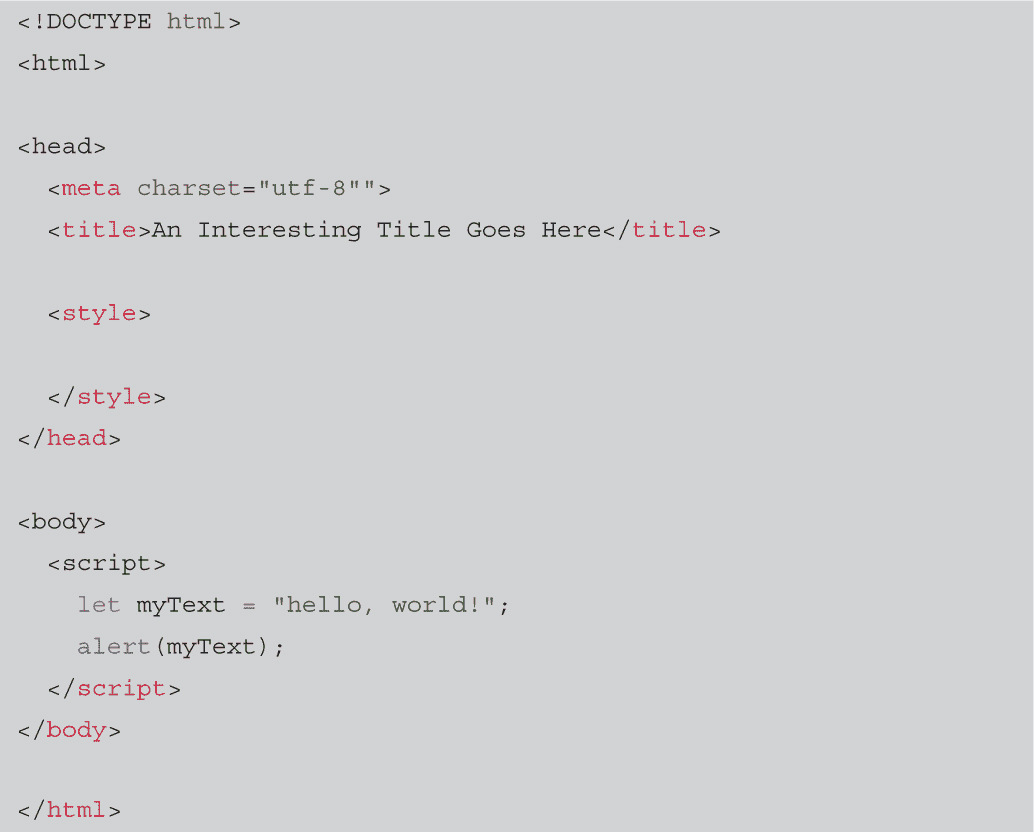 <!DOCTYPE html>
<html>
<head>
<meta charset="utf-8"">
<title>An Interesting Title Goes Here</title>
<style>
</style>
</head>
<body>
<script>
let myText = "hello, world!";
alert(myText);
</script>
</body>
</html>